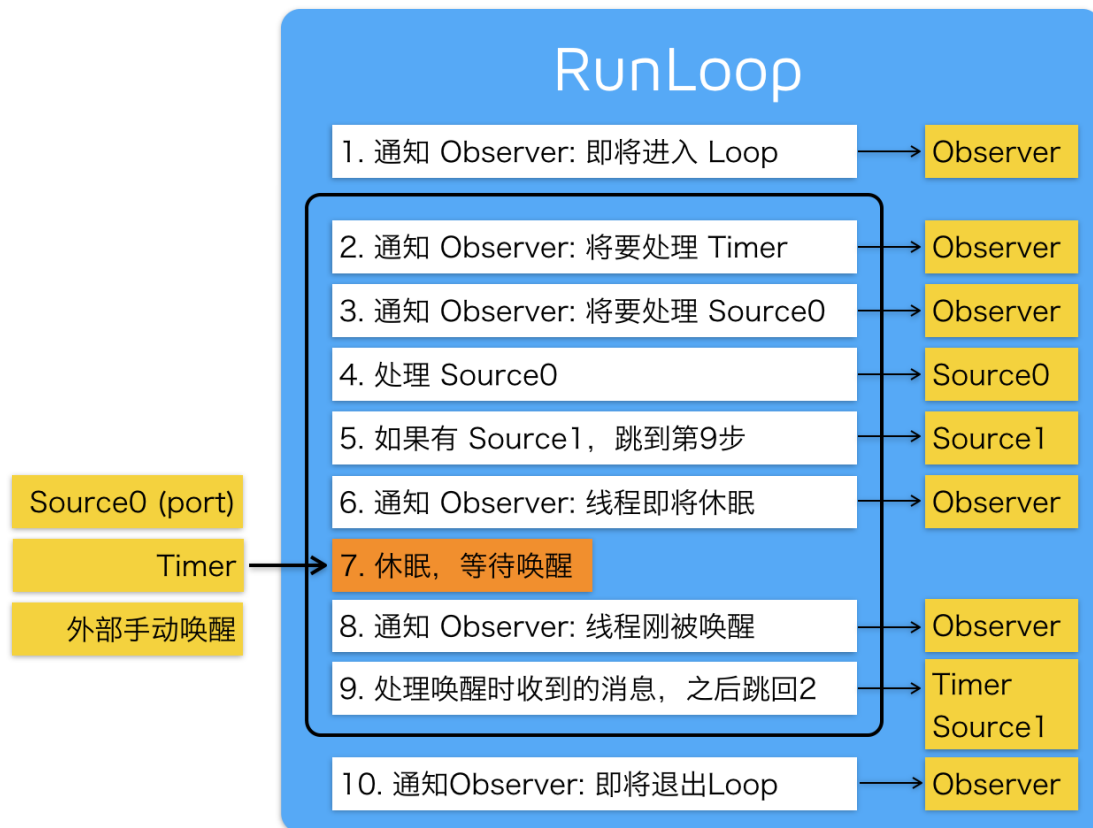 RunLoop
1. 通知 Observer: 即将进入 Loop
Observer
2. 通知 Observer: 将要处理 Timer
Observer
3. 通知 Observer: 将要处理 Source0
Observer
4. 处理 Source0
Source0
5. 如果有 Source1，跳到第9步
Source1
Source0 (port)
6. 通知 Observer: 线程即将休眠
Observer
Timer
7. 休眠，等待唤醒
外部手动唤醒
8. 通知 Observer: 线程刚被唤醒
Observer
9. 处理唤醒时收到的消息，之后跳回2
Timer
Source1
10. 通知Observer: 即将退出Loop
Observer